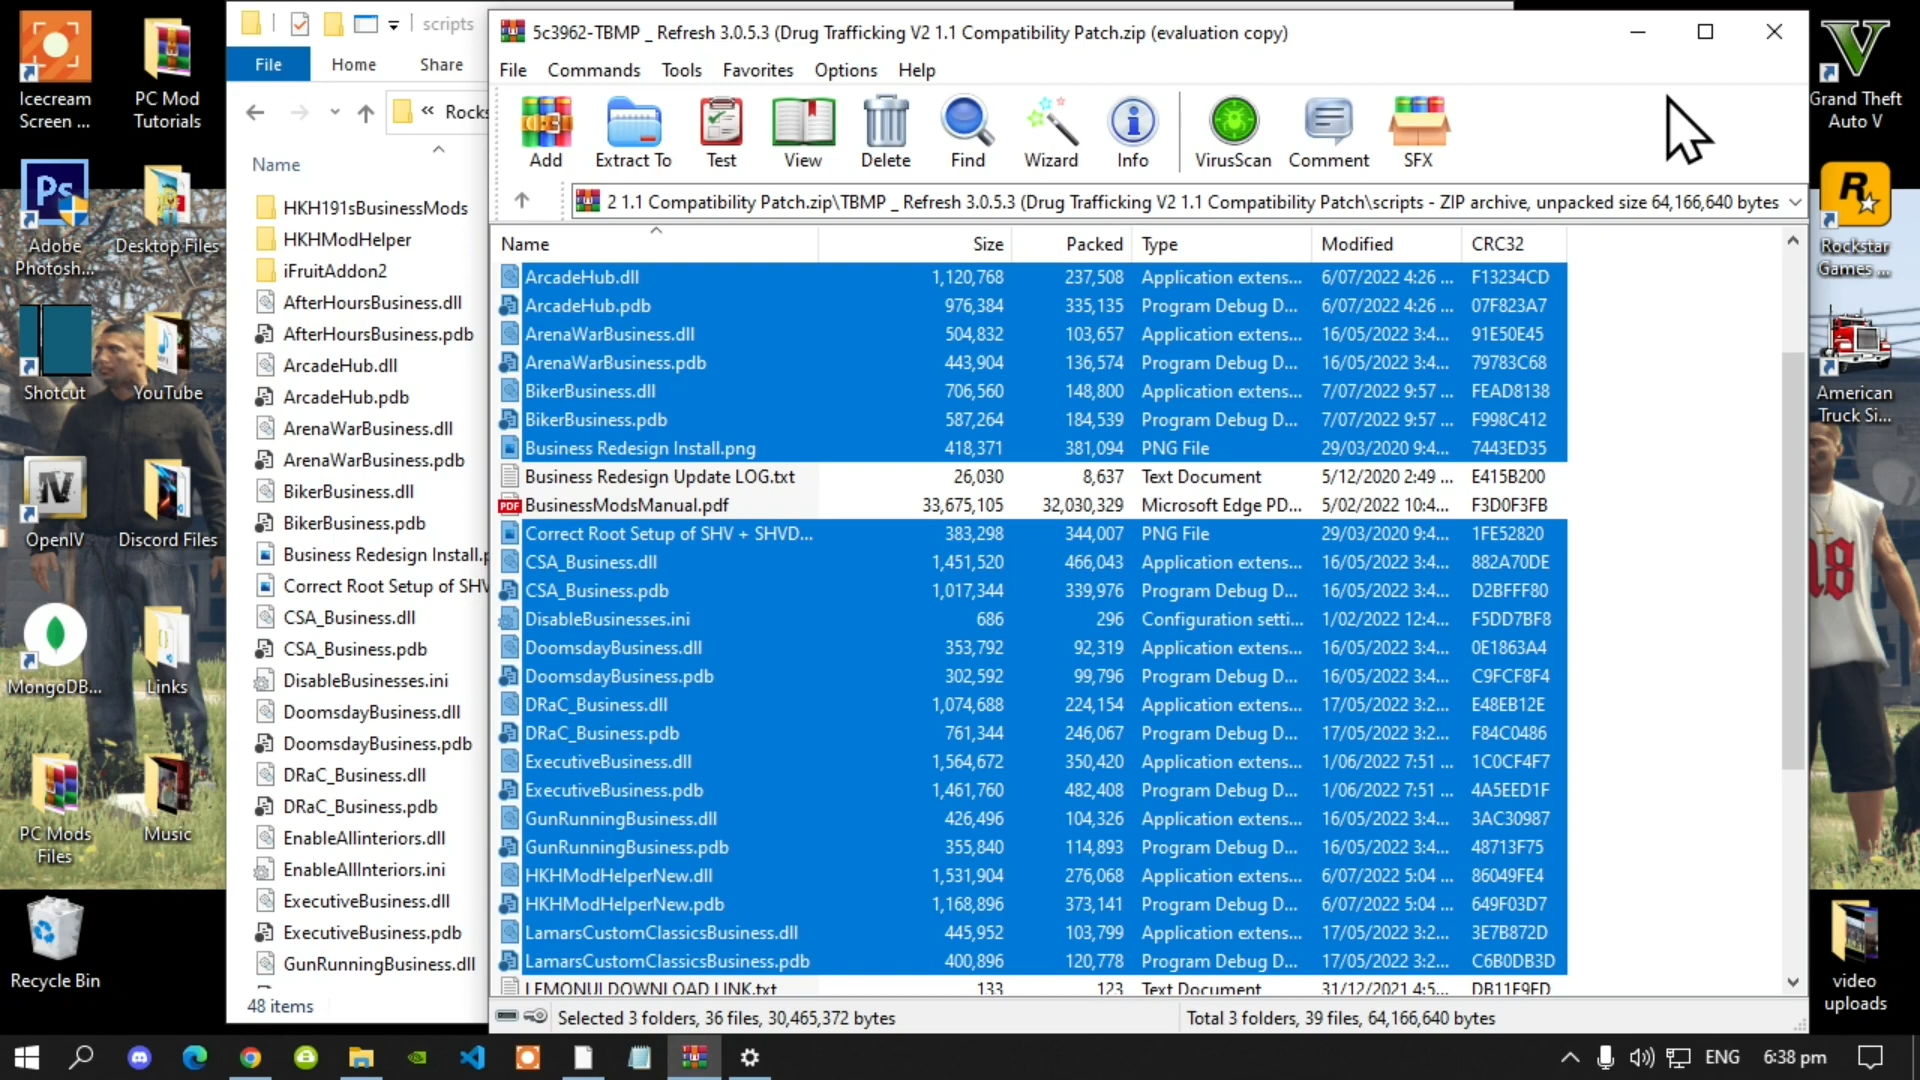 Icecream
Screen ...
PC Mod
Tutorials
Adobe
Photosh...
Desktop Files
Shotcut
YouTube
OpenIV
Discord Files
MongoDB...
Links
PC Mods
Files
Music
Recycle Bin
scripts
File
Home
Share
« Rocks
Name
HKH191sBusinessMods
HKHModHelper
iFruitAddon2
AfterHoursBusiness.dll
AfterHoursBusiness.pdb
ArcadeHub.dll
ArcadeHub.pdb
ArenaWarBusiness.dll
ArenaWarBusiness.pdb
BikerBusiness.dll
BikerBusiness.pdb
Business Redesign Install.p
Correct Root Setup of SHV
CSA_Business.dll
CSA_Business.pdb
DisableBusinesses.ini
DoomsdayBusiness.dll
DoomsdayBusiness.pdb
DRaC_Business.dll
DRaC_Business.pdb
EnableAllinteriors.dll
EnableAllInteriors.ini
ExecutiveBusiness.dll
ExecutiveBusiness.pdb
GunRunningBusiness.dll
48 items
5c3962-TBMP _ Refresh 3.0.5.3 (Drug Trafficking V2 1.1 Compatibility Patch.zip (evaluation copy)
File Commands Tools Favorites Options Help
Add Extract To Test View Delete Find Wizard Info VirusScan Comment SFX
2 1.1 Compatibility Patch.zip\TBMP _ Refresh 3.0.5.3 (Drug Trafficking V2 1.1 Compatibility Patch\scripts - ZIP archive, unpacked size 64,166,640 bytes
Name Size Packed Type Modified CRC32
ArcadeHub.dll 1,120,768 237,508 Application extens... 6/07/2022 4:26 ... F13234CD
ArcadeHub.pdb 976,384 335,135 Program Debug D... 6/07/2022 4:26 ... 07F823A7
ArenaWarBusiness.dll 504,832 103,657 Application extens... 16/05/2022 3:4... 91E50E45
ArenaWarBusiness.pdb 443,904 136,574 Program Debug D... 16/05/2022 3:4... 79783C68
BikerBusiness.dll 706,560 148,800 Application extens... 7/07/2022 9:57 ... FEAD8138
BikerBusiness.pdb 587,264 184,539 Program Debug D... 7/07/2022 9:57 ... F998C412
Business Redesign Install.png 418,371 381,094 PNG File 29/03/2020 9:4... 7443ED35
Business Redesign Update LOG.txt 26,030 8,637 Text Document 5/12/2020 2:49 ... E415B200
BusinessModsManual.pdf 33,675,105 32,030,329 Microsoft Edge PD... 5/02/2022 10:4... F3D0F3FB
Correct Root Setup of SHV + SHVD... 383,298 344,007 PNG File 29/03/2020 9:4... 1FE52820
CSA_Business.dll 1,451,520 466,043 Application extens... 16/05/2022 3:4... 882A70DE
CSA_Business.pdb 1,017,344 339,976 Program Debug D... 16/05/2022 3:4... D2BFFF80
DisableBusinesses.ini 686 296 Configuration setti... 1/02/2022 12:4... F5DD7BF8
DoomsdayBusiness.dll 353,792 92,319 Application extens... 16/05/2022 3:4... 0E1863A4
DoomsdayBusiness.pdb 302,592 99,796 Program Debug D... 16/05/2022 3:4... C9FCF8F4
DRaC_Business.dll 1,074,688 224,154 Application extens... 17/05/2022 3:2... E48EB12E
DRaC_Business.pdb 761,344 246,067 Program Debug D... 17/05/2022 3:2... F84C0486
ExecutiveBusiness.dll 1,564,672 350,420 Application extens... 1/06/2022 7:51 ... 1C0CF4F7
ExecutiveBusiness.pdb 1,461,760 482,408 Program Debug D... 1/06/2022 7:51 ... 4A5EED1F
GunRunningBusiness.dll 426,496 104,326 Application extens... 16/05/2022 3:4... 3AC30987
GunRunningBusiness.pdb 355,840 114,893 Program Debug D... 16/05/2022 3:4... 48713F75
HKHModHelperNew.dll 1,531,904 276,068 Application extens... 6/07/2022 5:04 ... 86049FE4
HKHModHelperNew.pdb 1,168,896 373,141 Program Debug D... 6/07/2022 5:04 ... 649F03D7
LamarsCustomClassicsBusiness.dll 445,952 103,799 Application extens... 17/05/2022 3:2... 3E7B872D
LamarsCustomClassicsBusiness.pdb 400,896 120,778 Program Debug D... 17/05/2022 3:2... C6B0DB3D
LEMONUI DOWNLOAD LINK.txt 133 123 Text Document 31/12/2021 4:5... DB11F9FD
Selected 3 folders, 36 files, 30,465,372 bytes
Total 3 folders, 39 files, 64,166,640 bytes
Grand Theft
Auto V
Rockstar
Games ...
American
Truck Si...
video
uploads
ENG 6:38 pm